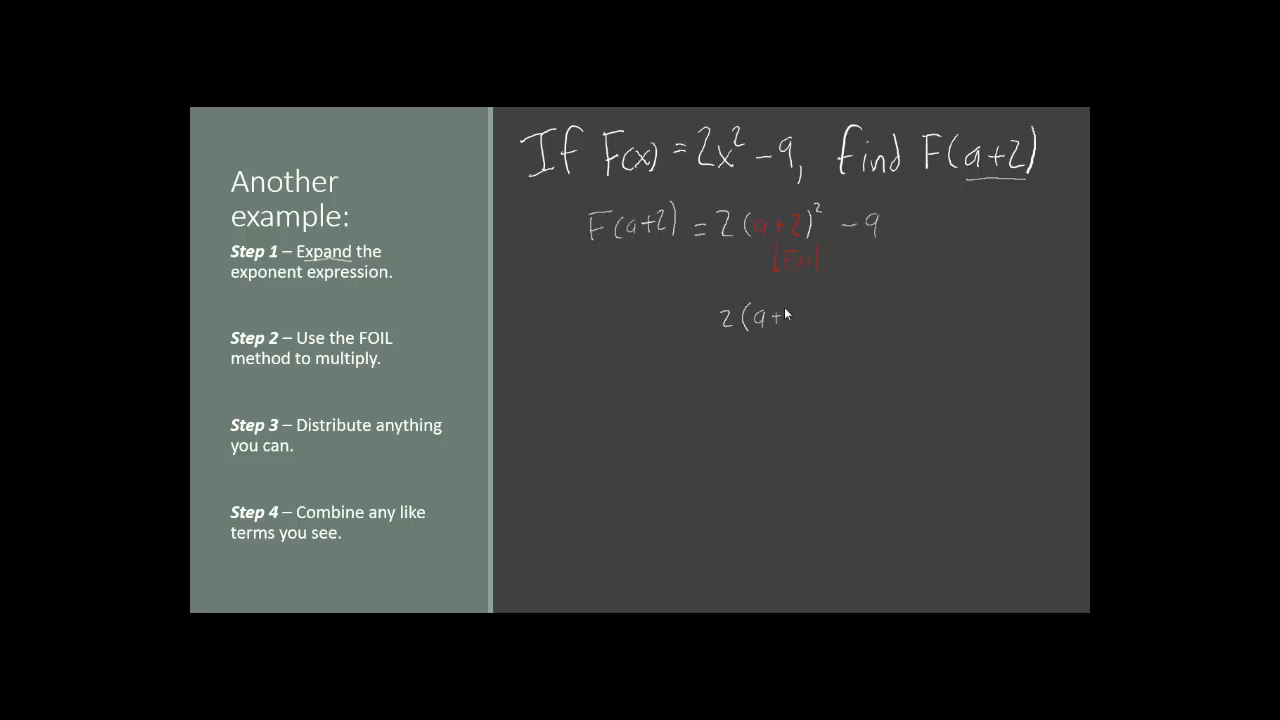 Another
example:
Step 1 – Expand the
exponent expression.
Step 2 – Use the FOIL
method to multiply.
Step 3 – Distribute anything
you can.
Step 4 – Combine any like
terms you see.
If F(x) = 2x² - 9, find F(a+2)
F(a+2) = 2(a+2)² - 9
Foil
2(a+